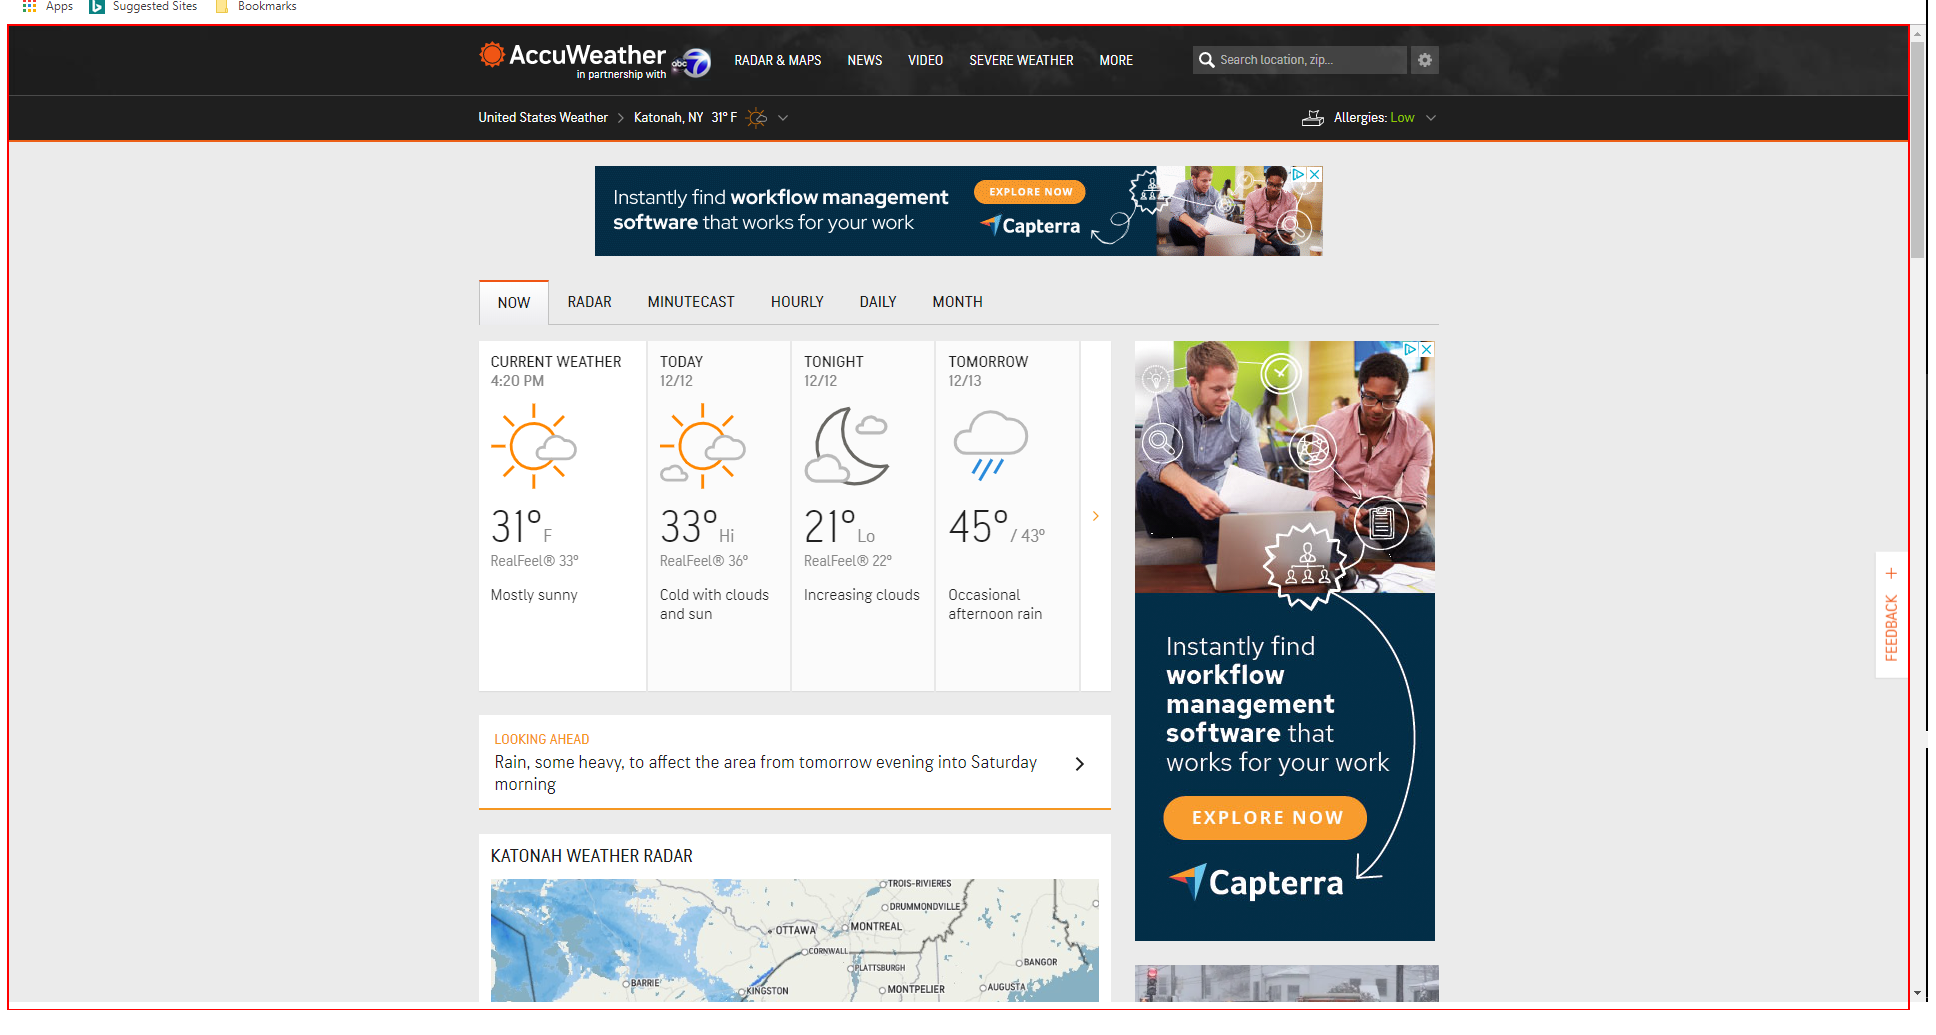 Apps Suggested Sites Bookmarks
AccuWeather
in partnership with abc 7
RADAR & MAPS NEWS VIDEO SEVERE WEATHER MORE
Search location, zip...
United States Weather > Katonah, NY 31° F
Allergies: Low
Instantly find workflow management
software that works for your work
EXPLORE NOW
Capterra
NOW RADAR MINUTECAST HOURLY DAILY MONTH
CURRENT WEATHER
4:20 PM
31° F
RealFeel® 33°
Mostly sunny
TODAY
12/12
33° Hi
RealFeel® 36°
Cold with clouds
and sun
TONIGHT
12/12
21° Lo
RealFeel® 22°
Increasing clouds
TOMORROW
12/13
45° / 43°
Occasional
afternoon rain
LOOKING AHEAD
Rain, some heavy, to affect the area from tomorrow evening into Saturday
morning
KATONAH WEATHER RADAR
TROIS-RIVIERES
DRUMMONDVILLE
OTTAWA
MONTREAL
CORNWALL
PLATTSBURGH
BANGOR
BARRIE
KINGSTON
MONTPELIER
AUGUSTA
Instantly find
workflow
management
software that
works for your work
EXPLORE NOW
Capterra
FEEDBACK +